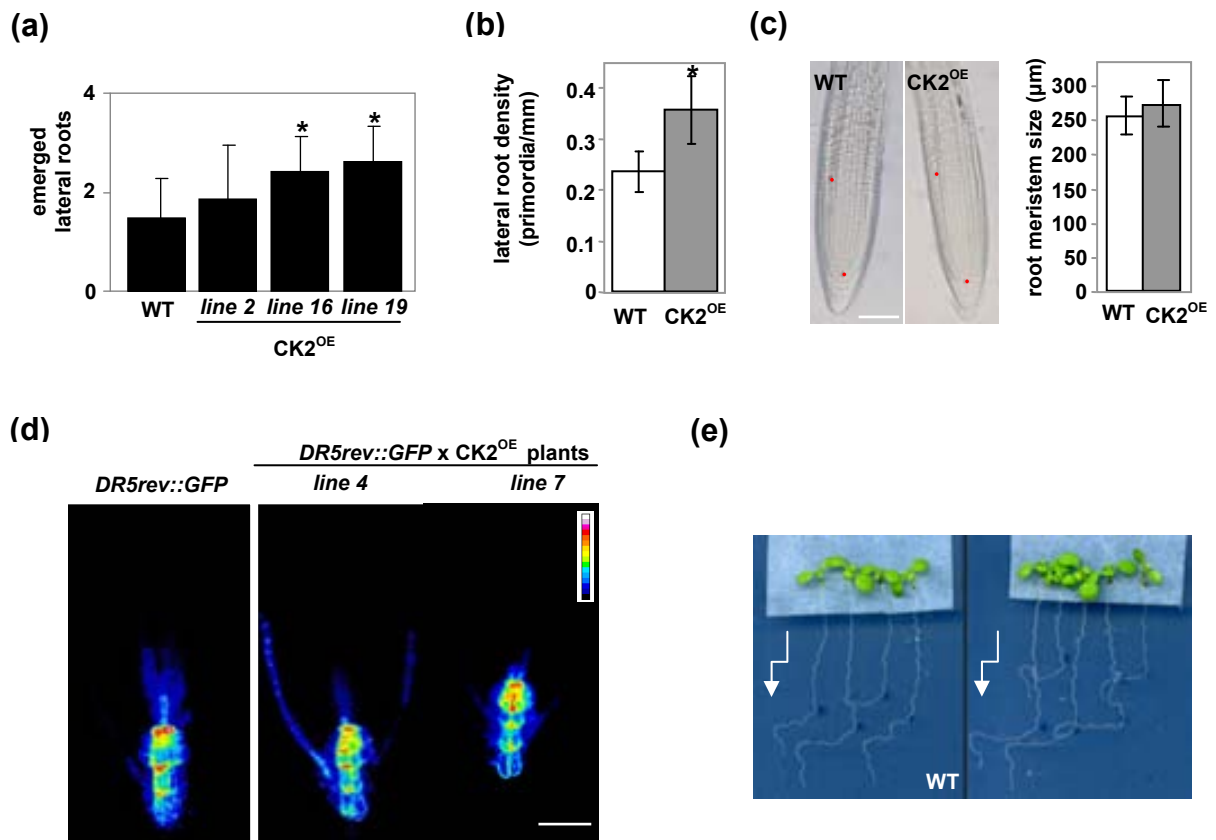 (a)
emerged
lateral roots
4
2
0
*
*
WT
line 2
line 16
line 19
CK2OE
(b)
lateral root density
(primordia/mm)
0.4
0.3
0.2
0.1
0
*
WT
CK2OE
(c)
WT
CK2OE
root meristem size (µm)
300
250
200
150
100
50
0
WT
CK2OE
(d)
DR5rev::GFP
DR5rev::GFP x CK2OE plants
line 4
line 7
(e)
WT